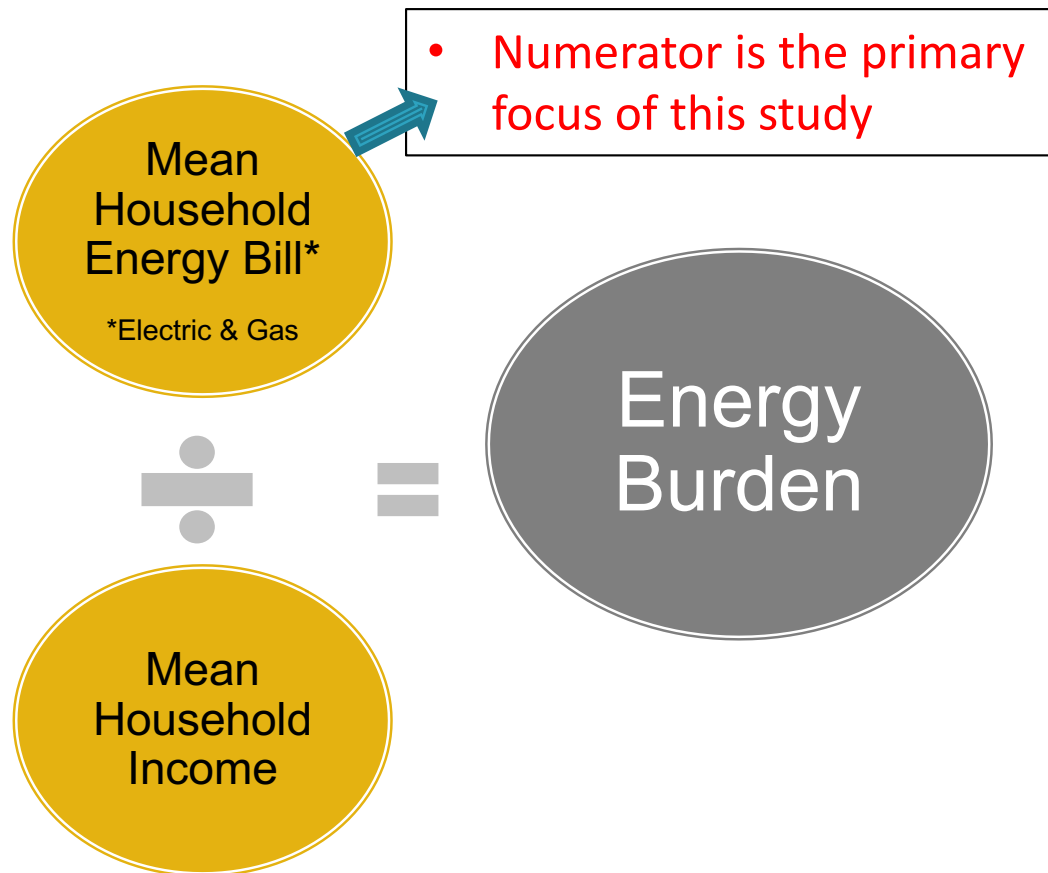 • Numerator is the primary
focus of this study
Mean
Household
Energy Bill*
*Electric & Gas
÷
=
Energy
Burden
Mean
Household
Income